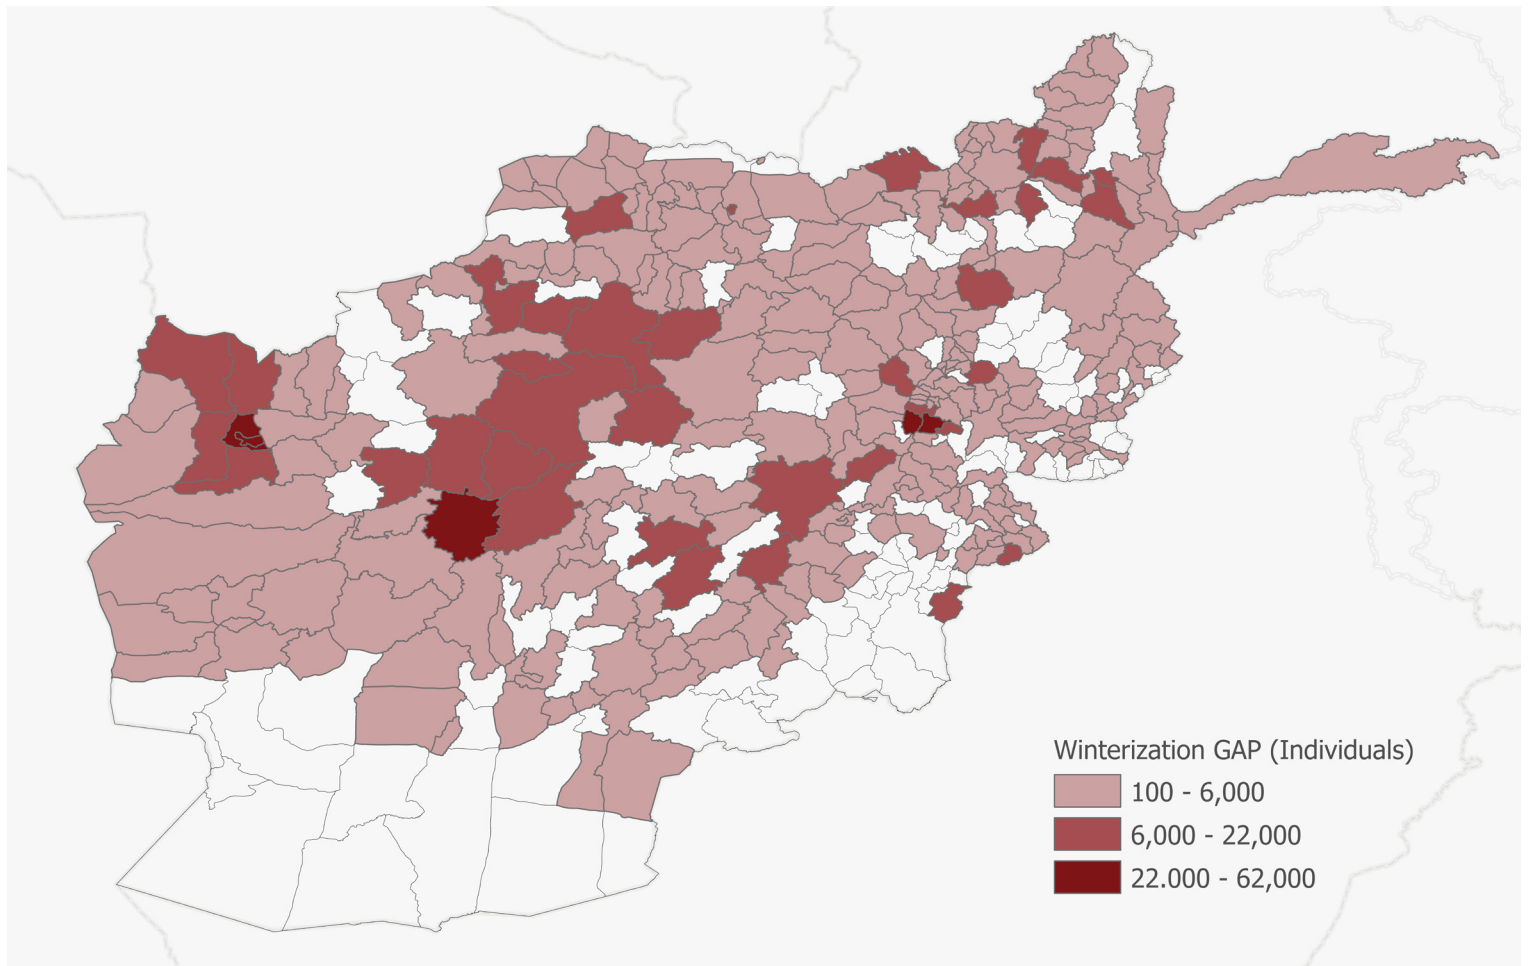 Winterization GAP (Individuals)
100 - 6,000
6,000 - 22,000
22.000 - 62,000